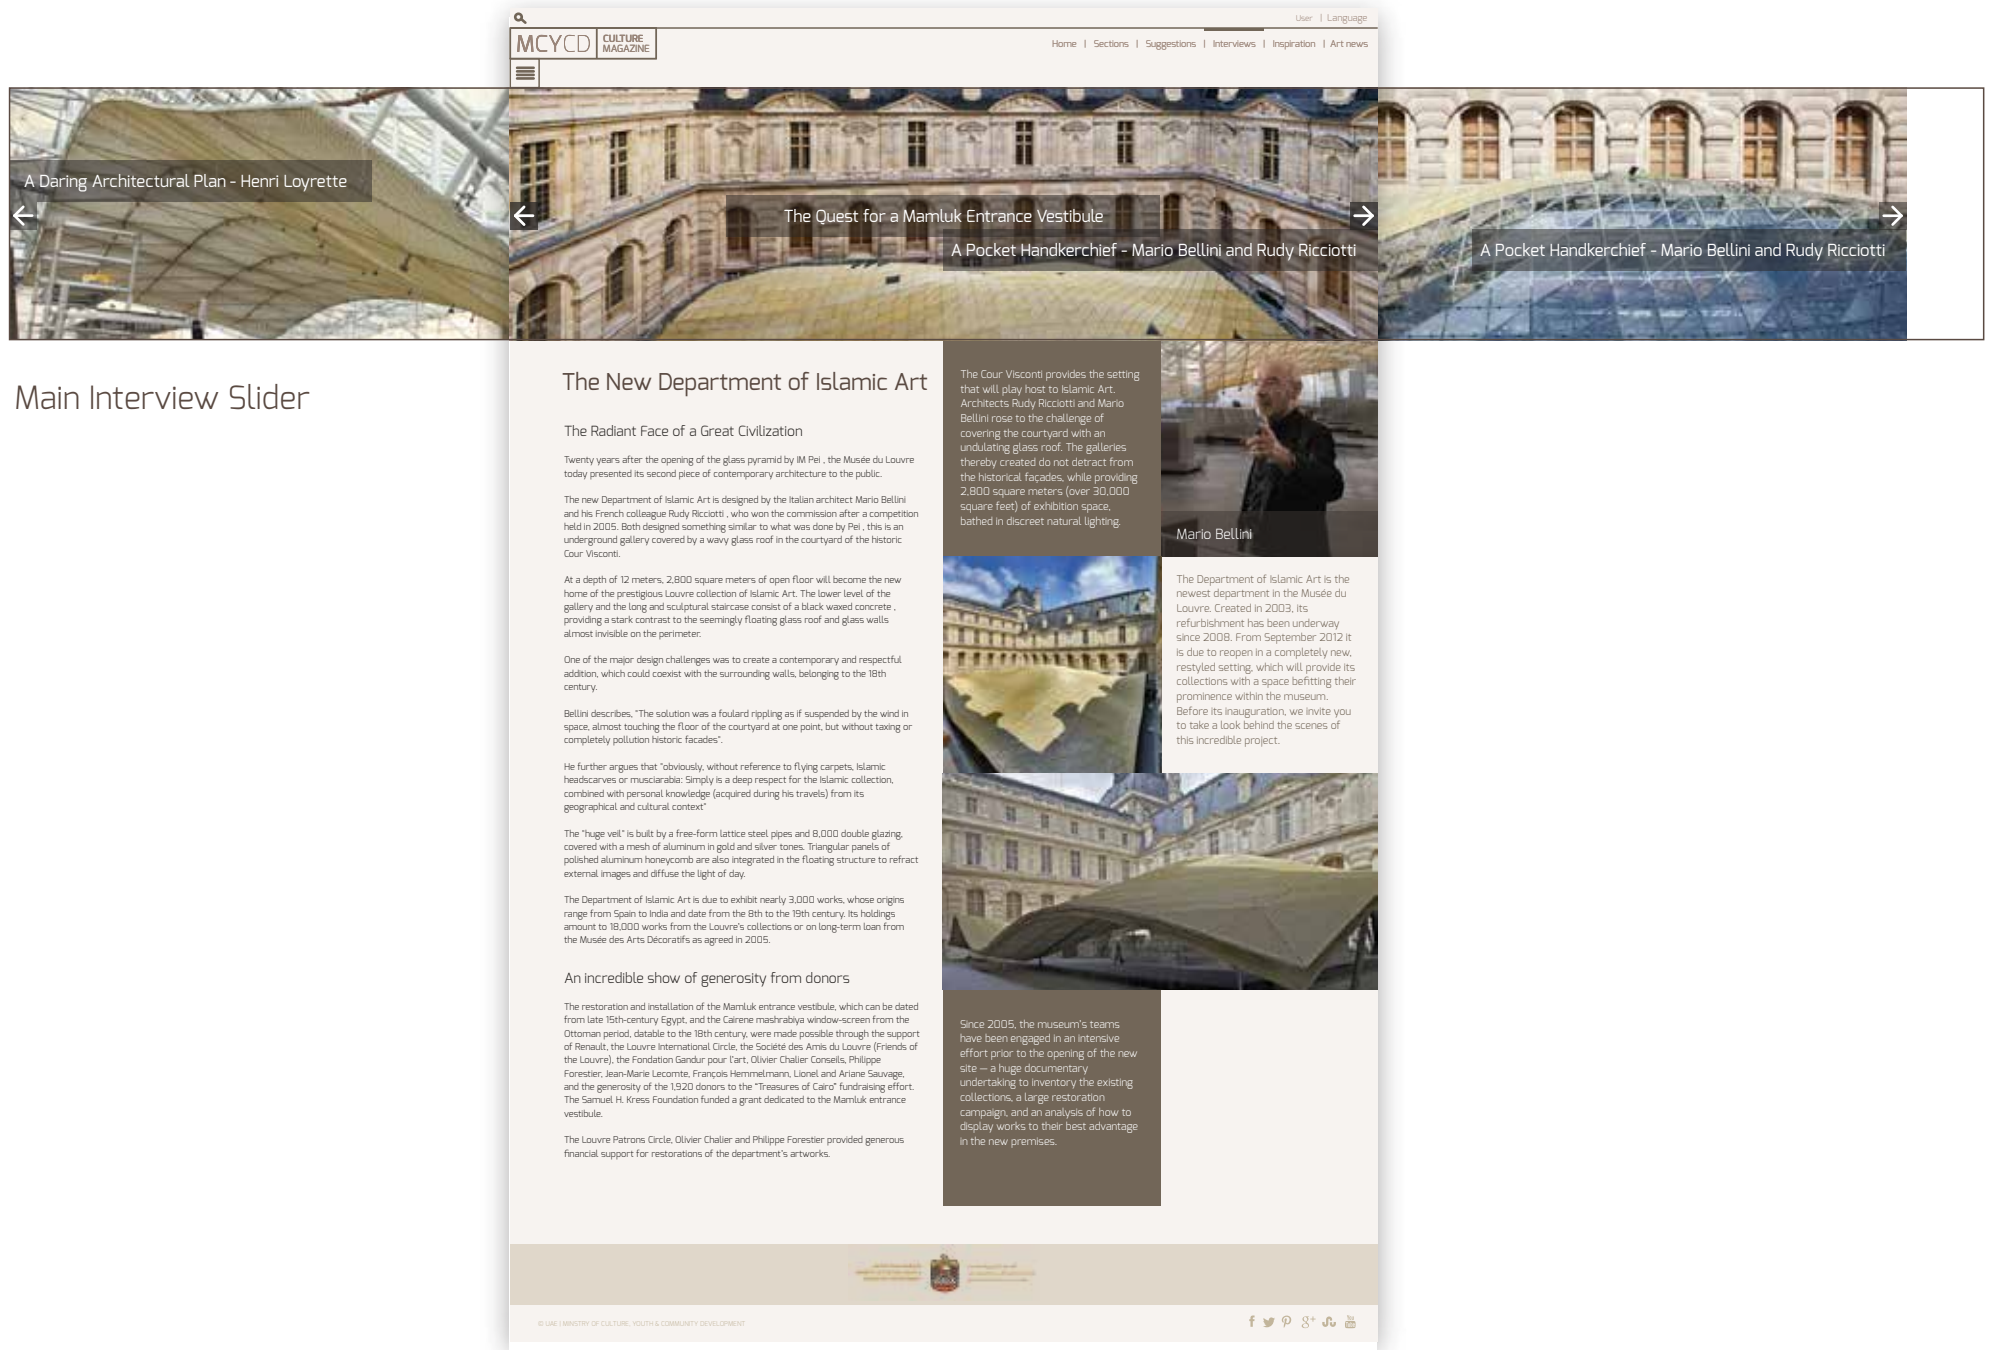 User | Language
MCYCD CULTURE
MAGAZINE
Home | Sections | Suggestions | Interviews | Inspiration | Art news
A Daring Architectural Plan - Henri Loyrette
The Quest for a Mamluk Entrance Vestibule
A Pocket Handkerchief - Mario Bellini and Rudy Ricciotti
A Pocket Handkerchief - Mario Bellini and Rudy Ricciotti
Main Interview Slider
The New Department of Islamic Art
The Radiant Face of a Great Civilization
Twenty years after the opening of the glass pyramid by IM Pei , the Musée du Louvre
today presented its second piece of contemporary architecture to the public.
The new Department of Islamic Art is designed by the Italian architect Mario Bellini
and his French colleague Rudy Ricciotti , who won the commission after a competition
held in 2005. Both designed something similar to what was done by Pei , this is an
underground gallery covered by a wavy glass roof in the courtyard of the historic
Cour Visconti.
At a depth of 12 meters, 2,800 square meters of open floor will become the new
home of the prestigious Louvre collection of Islamic Art. The lower level of the
gallery and the long and sculptural staircase consist of a black waxed concrete ,
providing a stark contrast to the seemingly floating glass roof and glass walls
almost invisible on the perimeter.
One of the major design challenges was to create a contemporary and respectful
addition, which could coexist with the surrounding walls, belonging to the 18th
century.
Bellini describes, "The solution was a foulard rippling as if suspended by the wind in
space, almost touching the floor of the courtyard at one point, but without taxing or
completely pollution historic facades".
He further argues that "obviously, without reference to flying carpets, Islamic
headscarves or musciarabia: Simply is a deep respect for the Islamic collection,
combined with personal knowledge (acquired during his travels) from its
geographical and cultural context"
The "huge veil" is built by a free-form lattice steel pipes and 8,000 double glazing,
covered with a mesh of aluminum in gold and silver tones. Triangular panels of
polished aluminum honeycomb are also integrated in the floating structure to refract
external images and diffuse the light of day.
The Department of Islamic Art is due to exhibit nearly 3,000 works, whose origins
range from Spain to India and date from the 8th to the 19th century. Its holdings
amount to 18,000 works from the Louvre's collections or on long-term loan from
the Musée des Arts Décoratifs as agreed in 2005.
An incredible show of generosity from donors
The restoration and installation of the Mamluk entrance vestibule, which can be dated
from late 15th-century Egypt, and the Cairene mashrabiya window-screen from the
Ottoman period, datable to the 18th century, were made possible through the support
of Renault, the Louvre International Circle, the Société des Amis du Louvre (Friends of
the Louvre), the Fondation Gandur pour l'art, Olivier Chalier Conseils, Philippe
Forestier, Jean-Marie Lecomte, François Hemmelmann, Lionel and Ariane Sauvage,
and the generosity of the 1,920 donors to the "Treasures of Cairo" fundraising effort.
The Samuel H. Kress Foundation funded a grant dedicated to the Mamluk entrance
vestibule.
The Louvre Patrons Circle, Olivier Chalier and Philippe Forestier provided generous
financial support for restorations of the department's artworks.
The Cour Visconti provides the setting
that will play host to Islamic Art.
Architects Rudy Ricciotti and Mario
Bellini rose to the challenge of
covering the courtyard with an
undulating glass roof. The galleries
thereby created do not detract from
the historical façades, while providing
2,800 square meters (over 30,000
square feet) of exhibition space,
bathed in discreet natural lighting.
Mario Bellini
The Department of Islamic Art is the
newest department in the Musée du
Louvre. Created in 2003, its
refurbishment has been underway
since 2008. From September 2012 it
is due to reopen in a completely new,
restyled setting, which will provide its
collections with a space befitting their
prominence within the museum.
Before its inauguration, we invite you
to take a look behind the scenes of
this incredible project.
Since 2005, the museum's teams
have been engaged in an intensive
effort prior to the opening of the new
site — a huge documentary
undertaking to inventory the existing
collections, a large restoration
campaign, and an analysis of how to
display works to their best advantage
in the new premises.
© UAE | MINISTRY OF CULTURE, YOUTH & COMMUNITY DEVELOPMENT